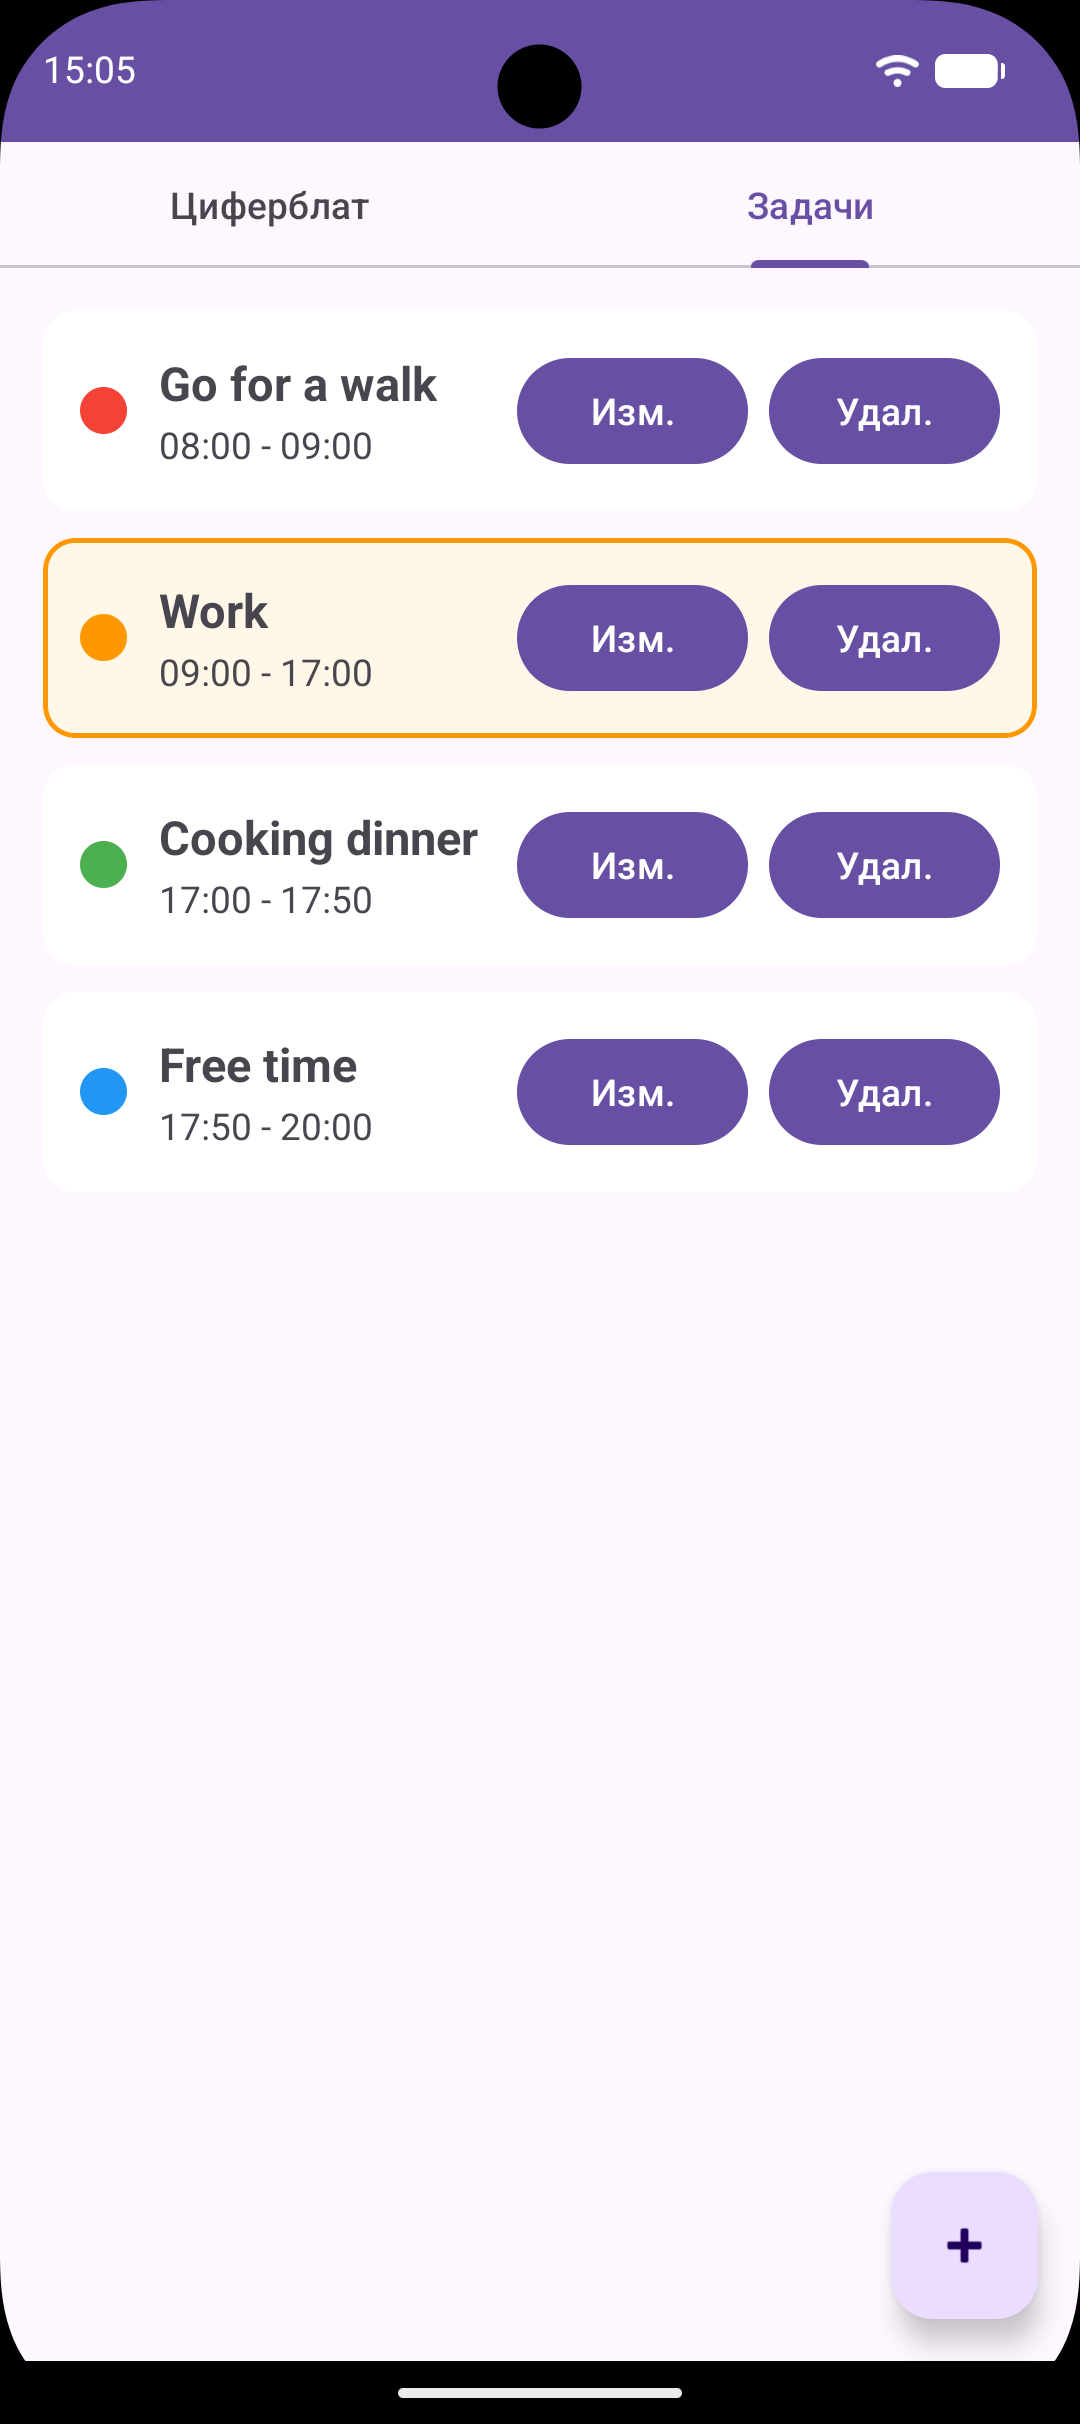 15:05
Циферблат
Задачи
Go for a walk
08:00 - 09:00
Изм.
Удал.
Work
09:00 - 17:00
Изм.
Удал.
Cooking dinner
17:00 - 17:50
Изм.
Удал.
Free time
17:50 - 20:00
Изм.
Удал.
+